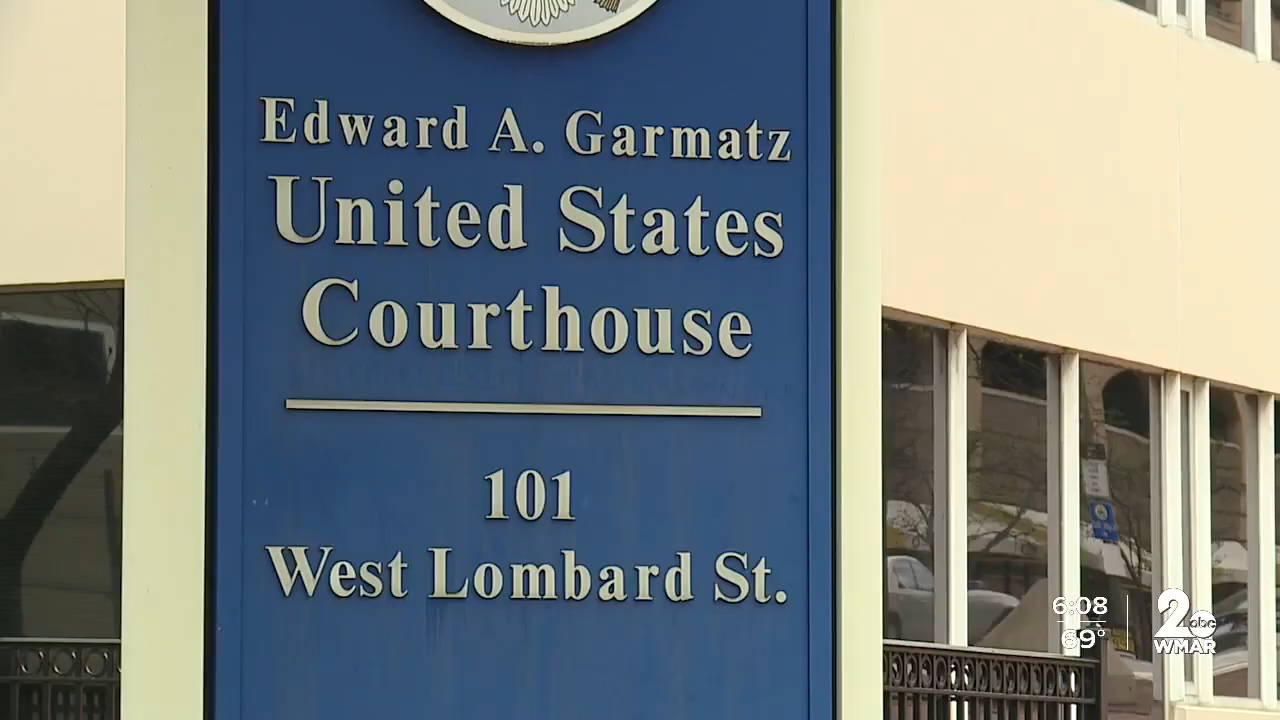 Edward A. Garmatz
United States
Courthouse
101
West Lombard St.
6:08
69°
2 abc
WMAR